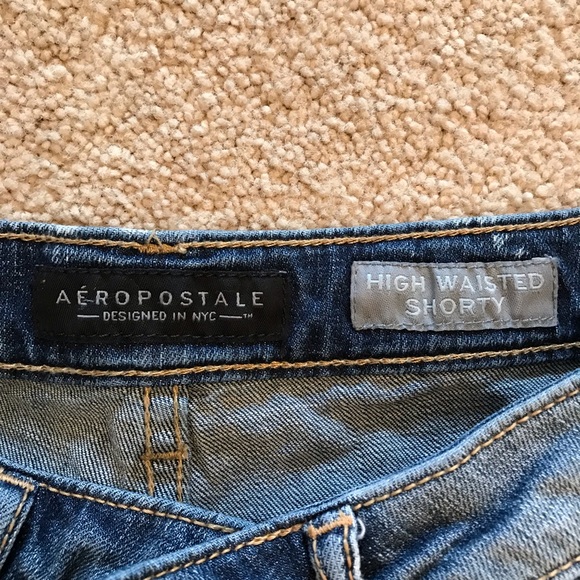 AÉROPOSTALE
— DESIGNED IN NYC —™
HIGH WAISTED
SHORTY